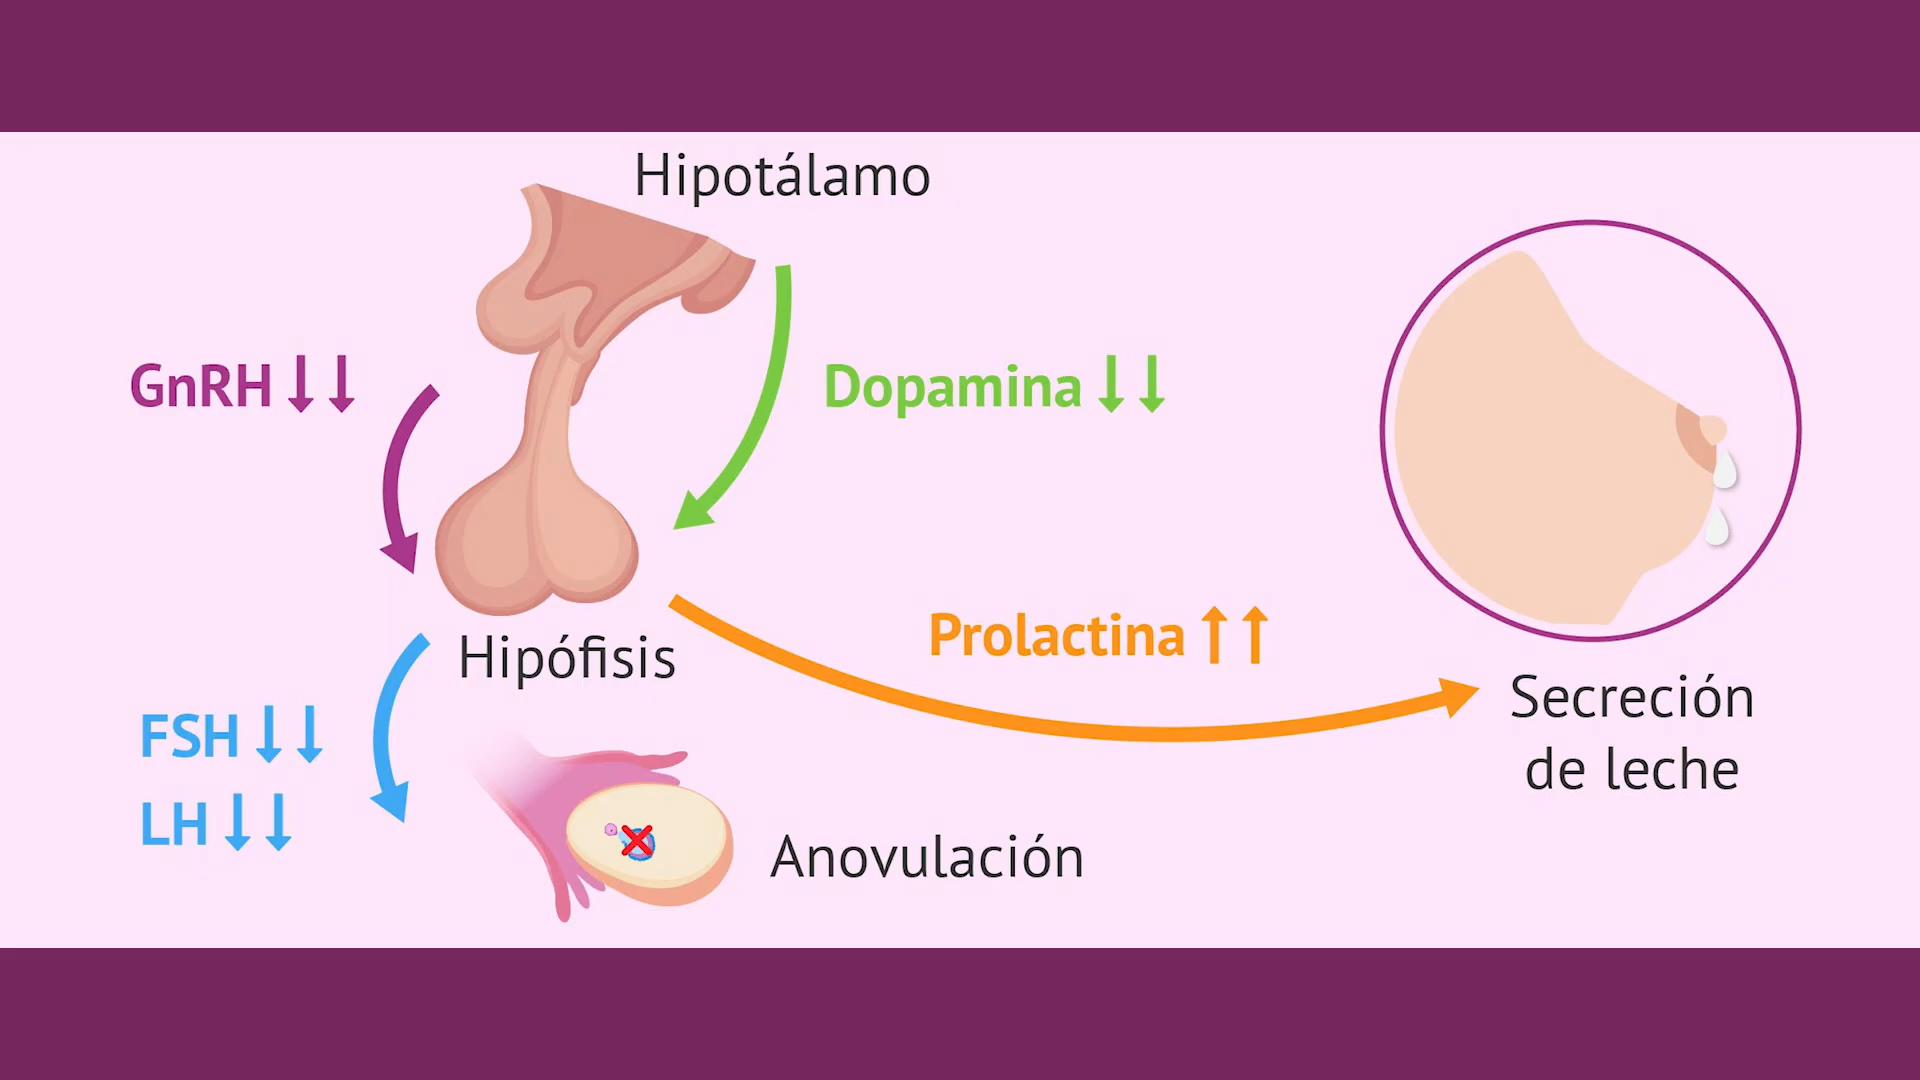 Hipotálamo
GnRH ↓↓
Dopamina ↓↓
Prolactina ↑↑
Hipófisis
Secreción
de leche
FSH ↓↓
LH ↓↓
Anovulación